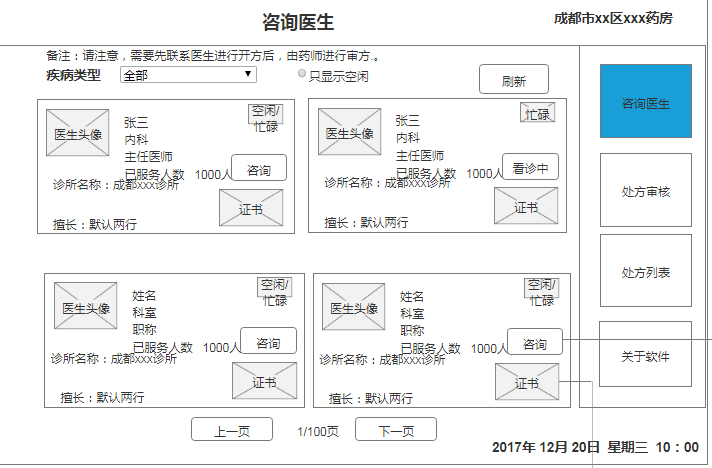 咨询医生
成都市xx区xxx药房
备注：请注意，需要先联系医生进行开方后，由药师进行审方.。
疾病类型
全部
只显示空闲
刷新
医生头像
张三
内科
主任医师
已服务人数 1000人
空闲/
忙碌
咨询
诊所名称：成都xxx诊所
证书
擅长：默认两行
医生头像
张三
内科
主任医师
已服务人数 1000人
忙碌
看诊中
诊所名称：成都xxx诊所
证书
擅长：默认两行
医生头像
姓名
科室
职称
已服务人数 1000人
空闲/
忙碌
咨询
诊所名称：成都xxx诊所
证书
擅长：默认两行
医生头像
姓名
科室
职称
已服务人数 1000人
空闲/
忙碌
咨询
诊所名称：成都xxx诊所
证书
擅长：默认两行
上一页
1/100页
下一页
咨询医生
处方审核
处方列表
关于软件
2017年 12月 20日 星期三 10：00